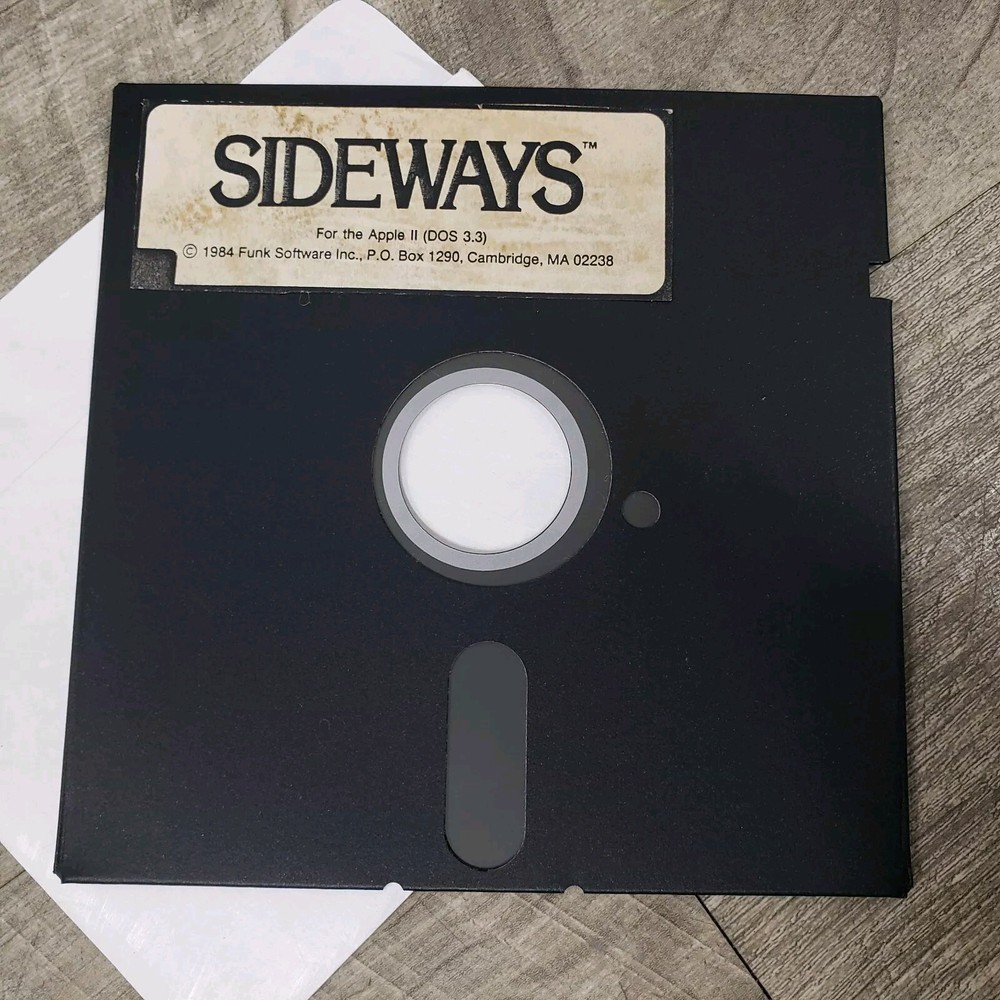 SIDEWAYS™
For the Apple II (DOS 3.3)
© 1984 Funk Software Inc., P.O. Box 1290, Cambridge, MA 02238